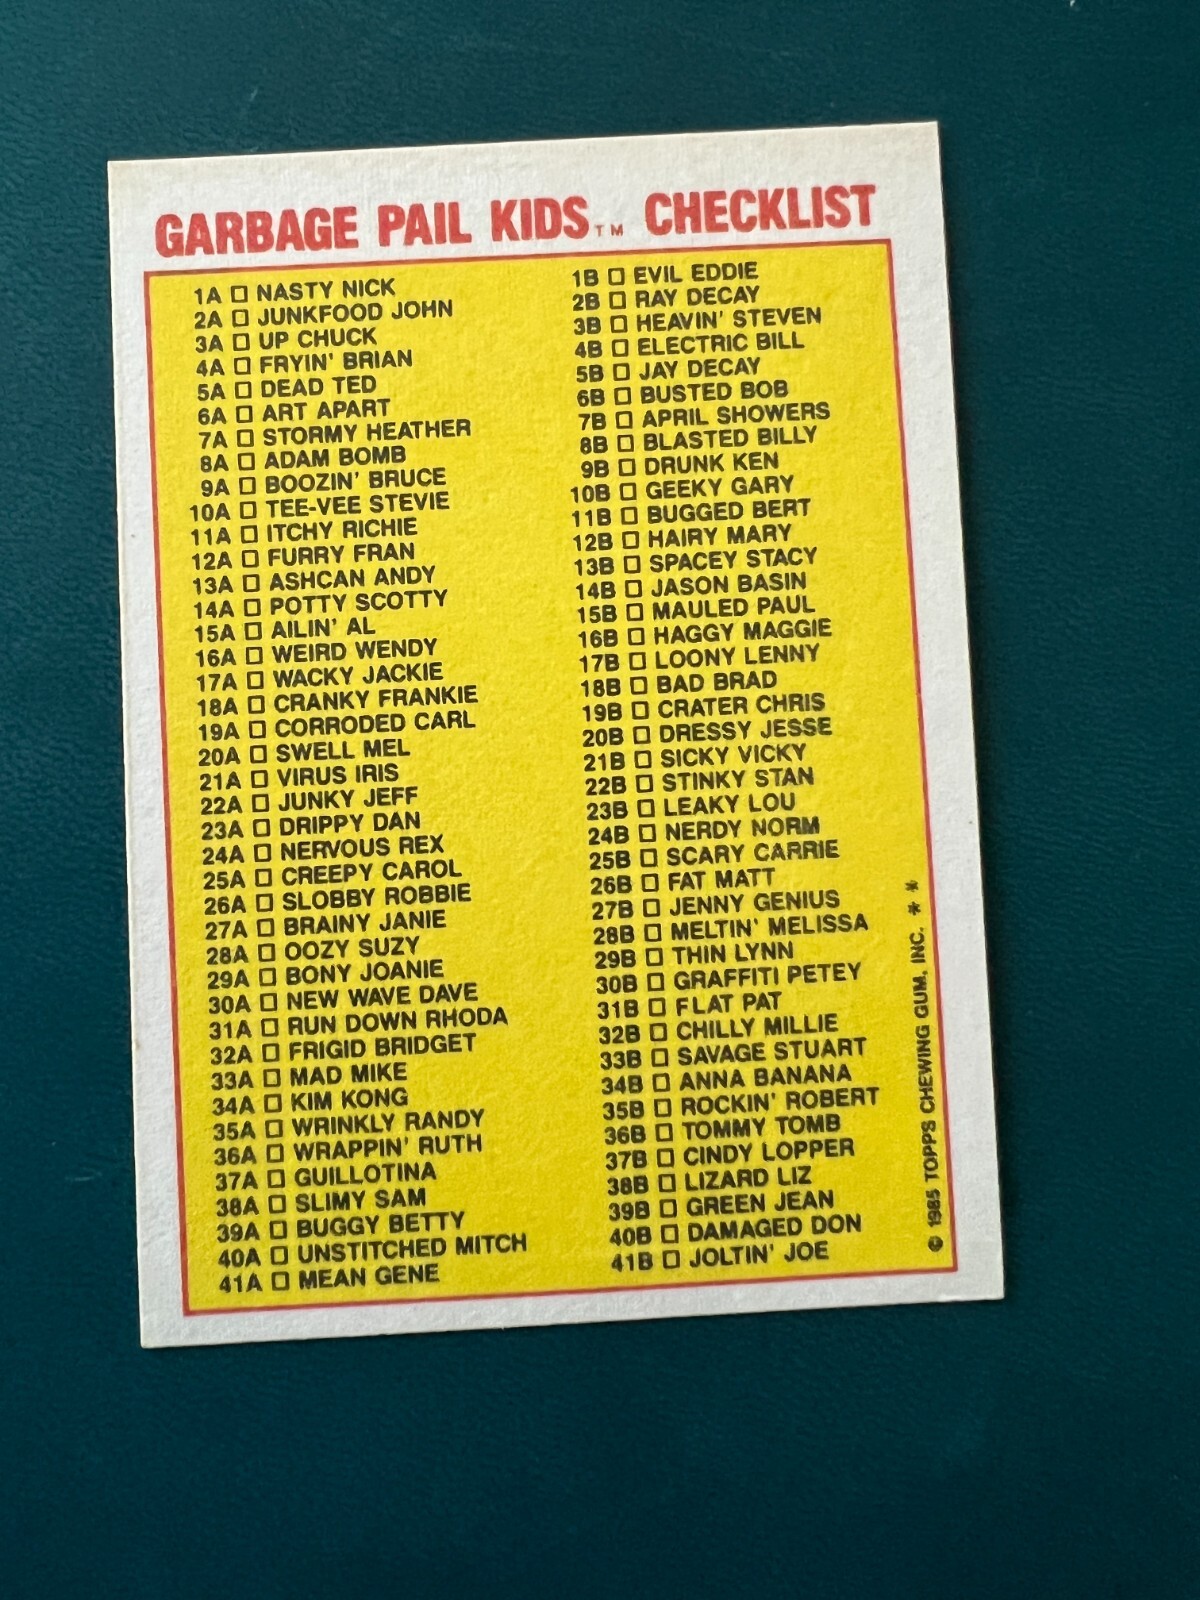 GARBAGE PAIL KIDS™ CHECKLIST
1A □ NASTY NICK
2A □ JUNKFOOD JOHN
3A □ UP CHUCK
4A □ FRYIN' BRIAN
5A □ DEAD TED
6A □ ART APART
7A □ STORMY HEATHER
8A □ ADAM BOMB
9A □ BOOZIN' BRUCE
10A □ TEE-VEE STEVIE
11A □ ITCHY RICHIE
12A □ FURRY FRAN
13A □ ASHCAN ANDY
14A □ POTTY SCOTTY
15A □ AILIN' AL
16A □ WEIRD WENDY
17A □ WACKY JACKIE
18A □ CRANKY FRANKIE
19A □ CORRODED CARL
20A □ SWELL MEL
21A □ VIRUS IRIS
22A □ JUNKY JEFF
23A □ DRIPPY DAN
24A □ NERVOUS REX
25A □ CREEPY CAROL
26A □ SLOBBY ROBBIE
27A □ BRAINY JANIE
28A □ OOZY SUZY
29A □ BONY JOANIE
30A □ NEW WAVE DAVE
31A □ RUN DOWN RHODA
32A □ FRIGID BRIDGET
33A □ MAD MIKE
34A □ KIM KONG
35A □ WRINKLY RANDY
36A □ WRAPPIN' RUTH
37A □ GUILLOTINA
38A □ SLIMY SAM
39A □ BUGGY BETTY
40A □ UNSTITCHED MITCH
41A □ MEAN GENE
1B □ EVIL EDDIE
2B □ RAY DECAY
3B □ HEAVIN' STEVEN
4B □ ELECTRIC BILL
5B □ JAY DECAY
6B □ BUSTED BOB
7B □ APRIL SHOWERS
8B □ BLASTED BILLY
9B □ DRUNK KEN
10B □ GEEKY GARY
11B □ BUGGED BERT
12B □ HAIRY MARY
13B □ SPACEY STACY
14B □ JASON BASIN
15B □ MAULED PAUL
16B □ HAGGY MAGGIE
17B □ LOONY LENNY
18B □ BAD BRAD
19B □ CRATER CHRIS
20B □ DRESSY JESSE
21B □ SICKY VICKY
22B □ STINKY STAN
23B □ LEAKY LOU
24B □ NERDY NORM
25B □ SCARY CARRIE
26B □ FAT MATT
27B □ JENNY GENIUS
28B □ MELTIN' MELISSA
29B □ THIN LYNN
30B □ GRAFFITI PETEY
31B □ FLAT PAT
32B □ CHILLY MILLIE
33B □ SAVAGE STUART
34B □ ANNA BANANA
35B □ ROCKIN' ROBERT
36B □ TOMMY TOMB
37B □ CINDY LOPPER
38B □ LIZARD LIZ
39B □ GREEN JEAN
40B □ DAMAGED DON
41B □ JOLTIN' JOE
© 1985 TOPPS CHEWING GUM, INC. * *